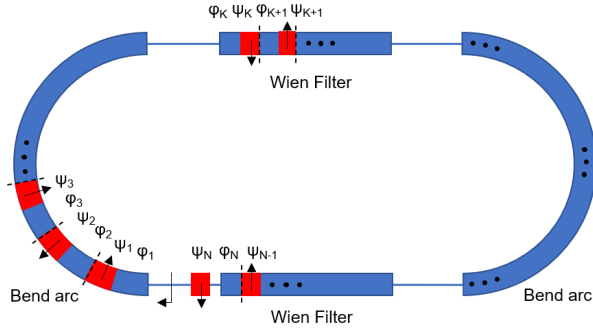 φK ψK φK+1 ψK+1
Wien Filter
ψ3
φ3
ψ2
φ2
ψ1 φ1
ψN φN ψN-1
Bend arc
Wien Filter
Bend arc